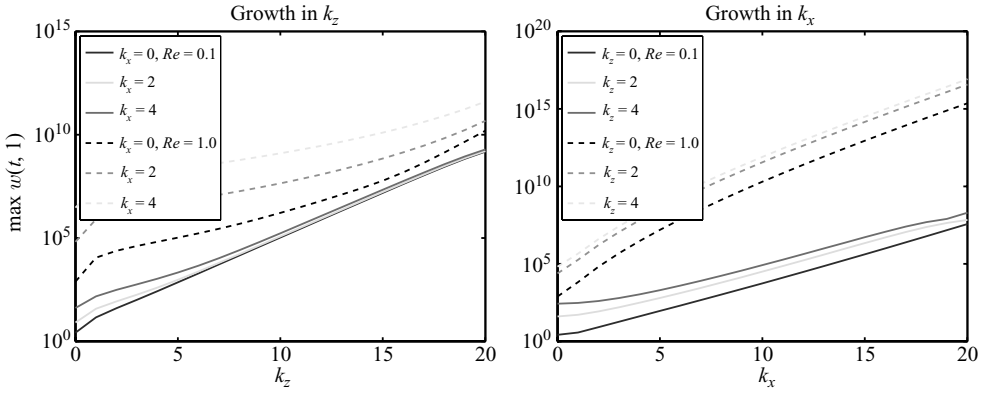 Growth in k_z
10^15
10^10
10^5
10^0
max w(t, 1)
k_x = 0, Re = 0.1
k_x = 2
k_x = 4
k_x = 0, Re = 1.0
k_x = 2
k_x = 4
0 5 10 15 20
k_z
Growth in k_x
10^20
10^15
10^10
10^5
10^0
k_z = 0, Re = 0.1
k_z = 2
k_z = 4
k_z = 0, Re = 1.0
k_z = 2
k_z = 4
0 5 10 15 20
k_x